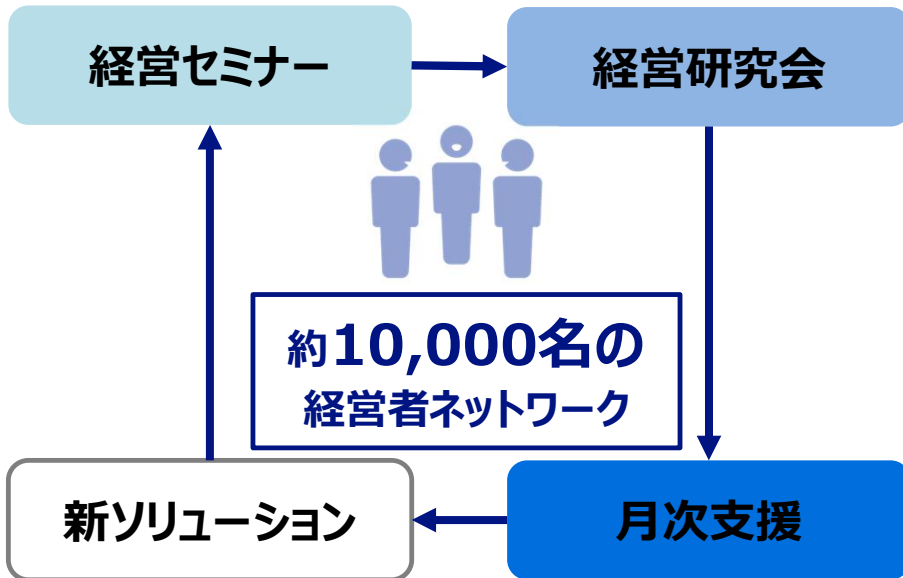 経営セミナー
経営研究会
約10,000名の
経営者ネットワーク
新ソリューション
月次支援